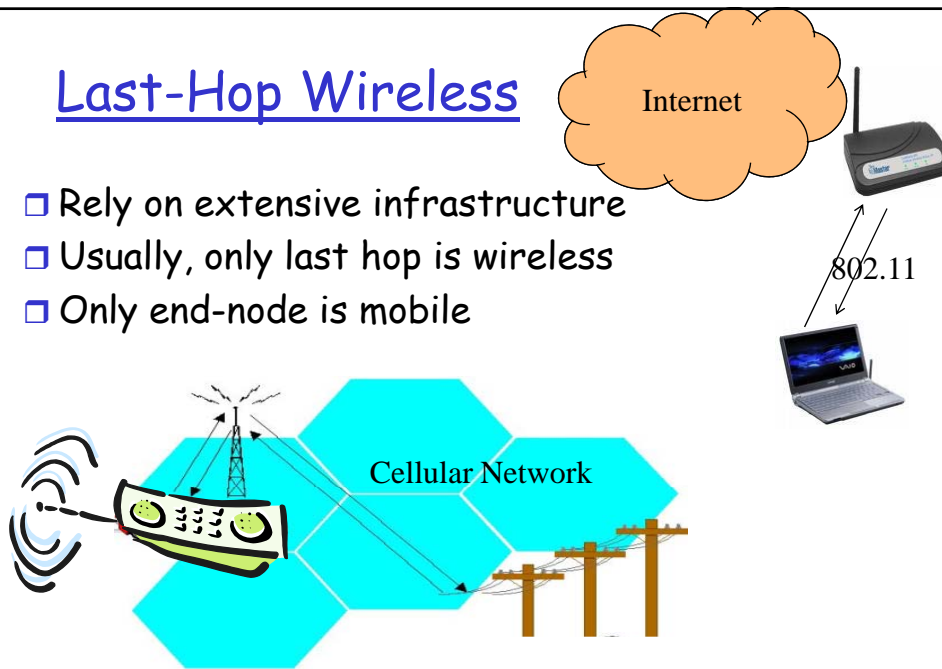 Last-Hop Wireless
Internet
Rely on extensive infrastructure
Usually, only last hop is wireless
Only end-node is mobile
802.11
VAIO
Cellular Network